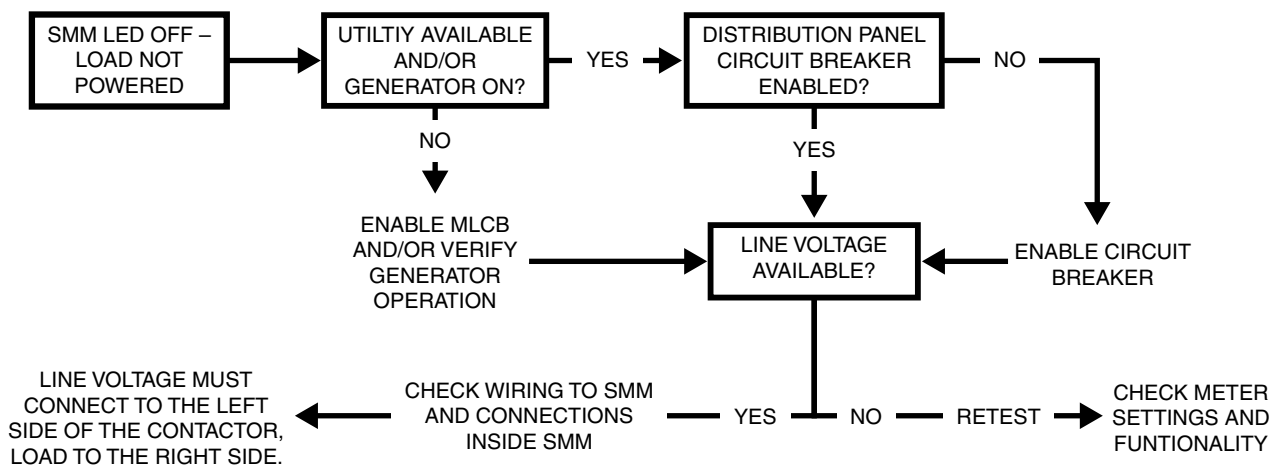 SMM LED OFF –
LOAD NOT
POWERED
UTILTIY AVAILABLE
AND/OR
GENERATOR ON?
YES
DISTRIBUTION PANEL
CIRCUIT BREAKER
ENABLED?
NO
NO
YES
ENABLE MLCB
AND/OR VERIFY
GENERATOR
OPERATION
LINE VOLTAGE
AVAILABLE?
ENABLE CIRCUIT
BREAKER
LINE VOLTAGE MUST
CONNECT TO THE LEFT
SIDE OF THE CONTACTOR,
LOAD TO THE RIGHT SIDE.
CHECK WIRING TO SMM
AND CONNECTIONS
INSIDE SMM
YES
NO
RETEST
CHECK METER
SETTINGS AND
FUNTIONALITY